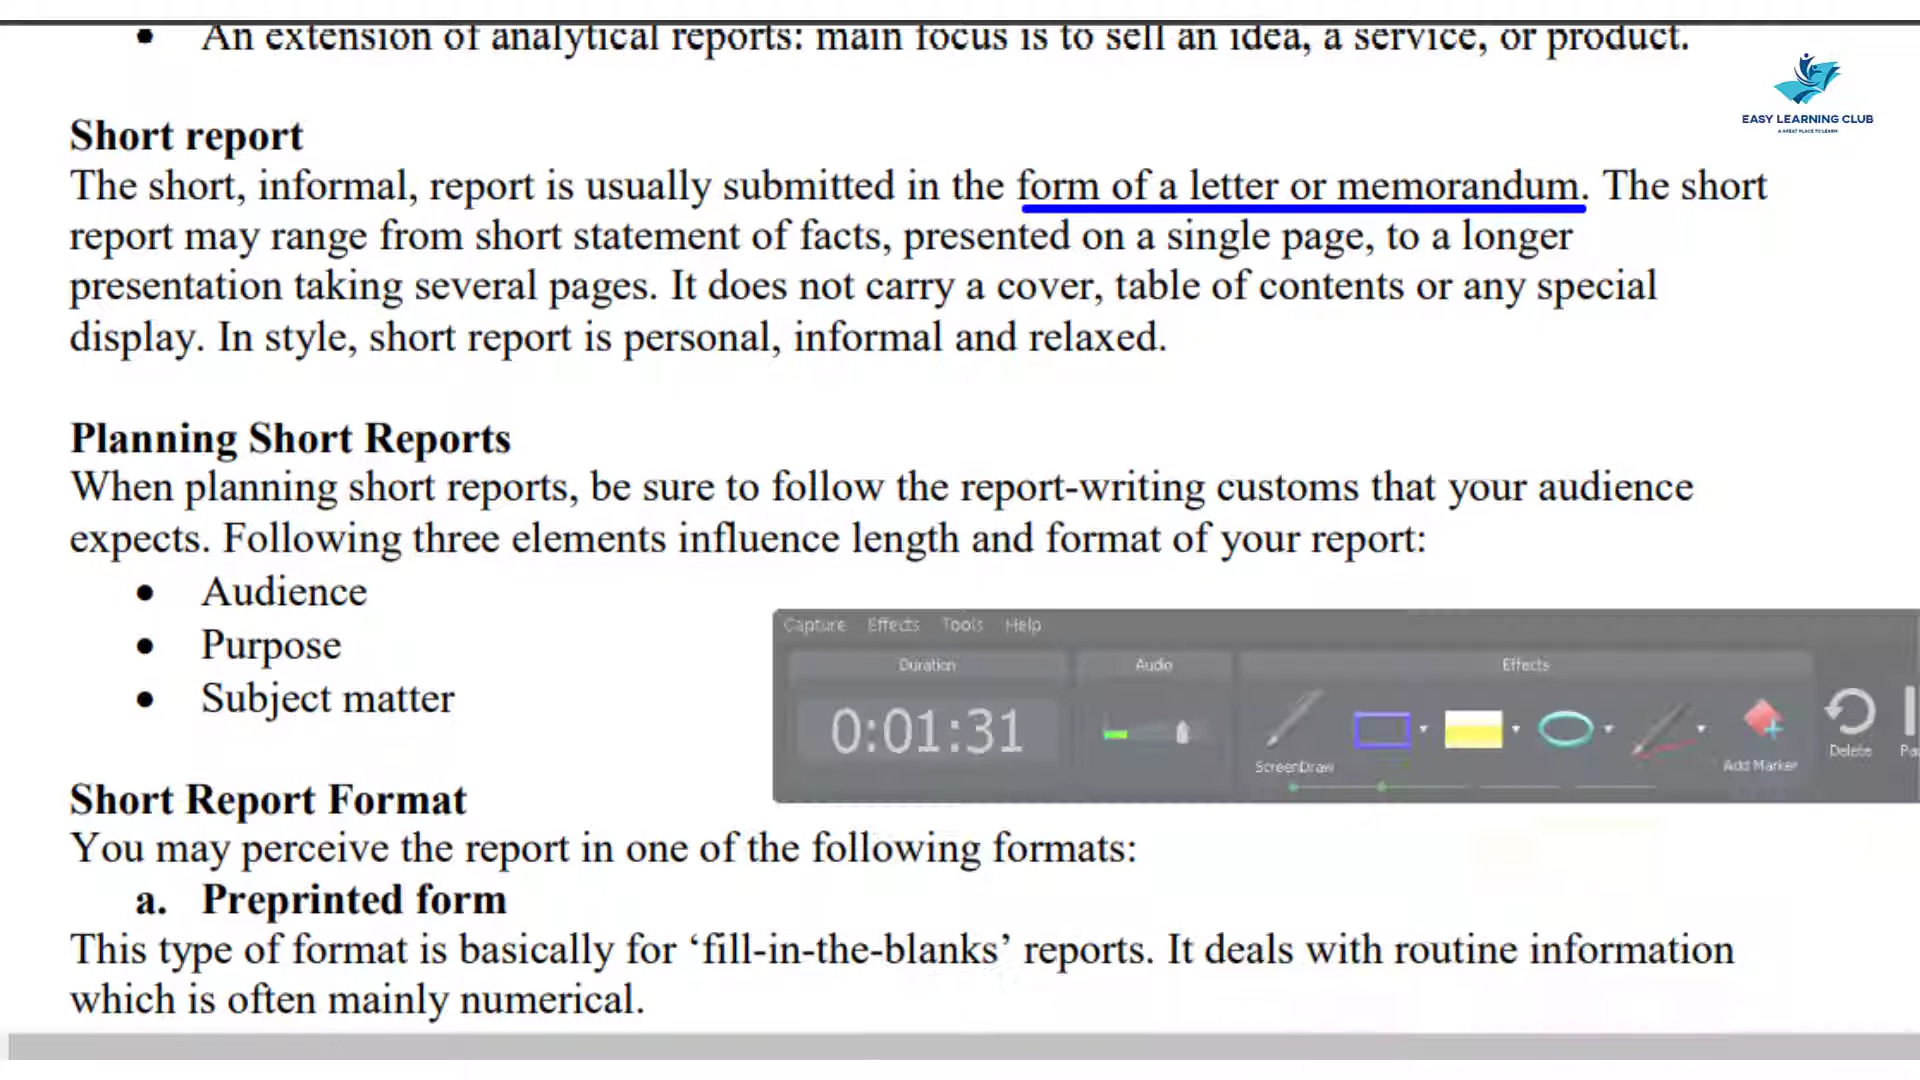 • An extension of analytical reports: main focus is to sell an idea, a service, or product.
EASY LEARNING CLUB
A GREAT PLACE TO LEARN
Short report
The short, informal, report is usually submitted in the form of a letter or memorandum. The short
report may range from short statement of facts, presented on a single page, to a longer
presentation taking several pages. It does not carry a cover, table of contents or any special
display. In style, short report is personal, informal and relaxed.
Planning Short Reports
When planning short reports, be sure to follow the report-writing customs that your audience
expects. Following three elements influence length and format of your report:
• Audience
• Purpose
• Subject matter
Capture Effects Tools Help
Duration Audio Effects
0:01:31
ScreenDraw Add Marker Delete
Short Report Format
You may perceive the report in one of the following formats:
a. Preprinted form
This type of format is basically for ‘fill-in-the-blanks’ reports. It deals with routine information
which is often mainly numerical.